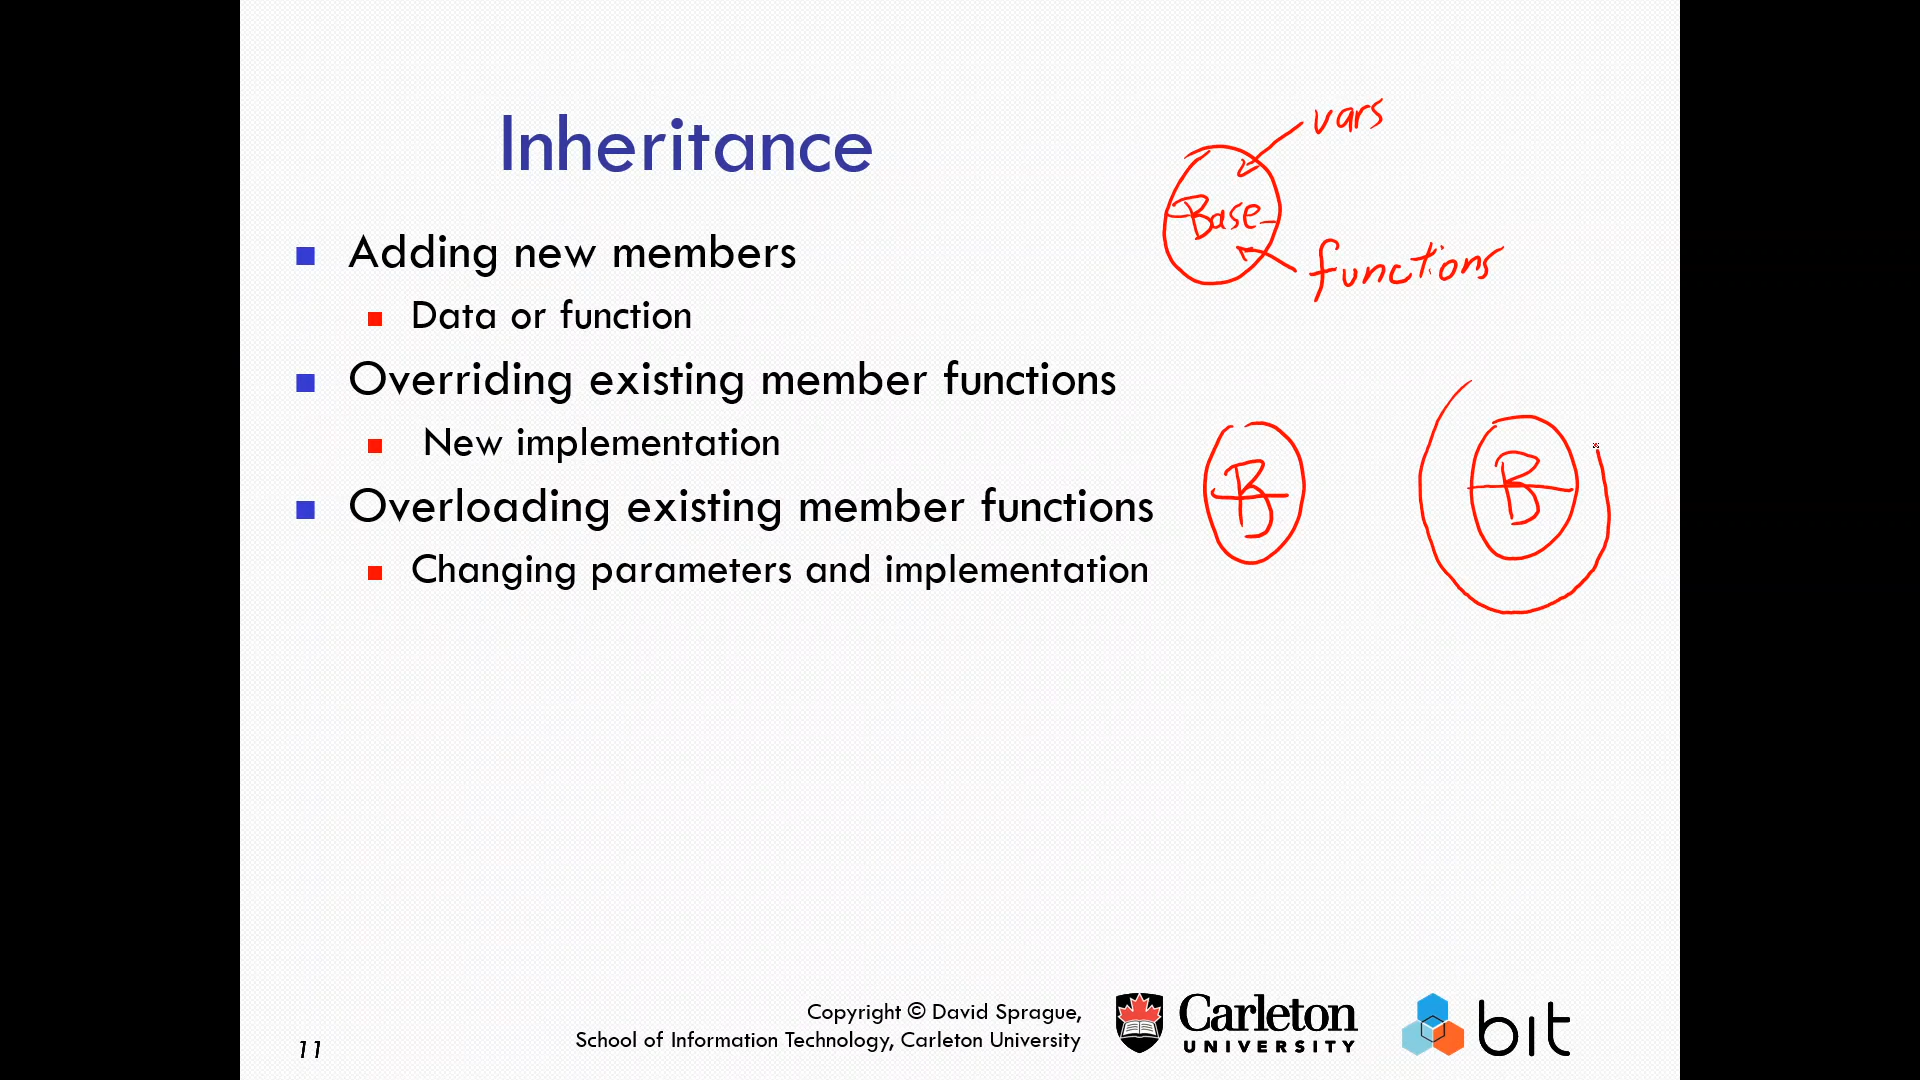 Inheritance
Adding new members
Data or function
Overriding existing member functions
New implementation
Overloading existing member functions
Changing parameters and implementation
vars
Base
functions
B
B
Copyright © David Sprague,
School of Information Technology, Carleton University
11
Carleton
UNIVERSITY
bit